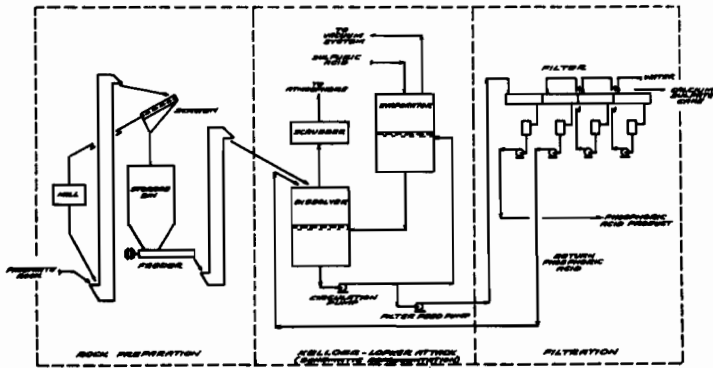 TO
VACUUM
SYSTEM
SULFURIC
ACID
TO
ATMOSPHERE
EVAPORATOR
SCRUBBER
DISSOLVER
CIRCULATION
PUMP
FILTER FEED PUMP
SCREEN
MILL
STORAGE
BIN
FEEDER
PHOSPHATE
ROCK
FILTER
WATER
CALCIUM
SULFATE
CAKE
PHOSPHORIC
ACID PRODUCT
RETURN
PHOSPHORIC
ACID
ROCK PREPARATION
KELLOGG-LOPKER ATTACK
FILTRATION